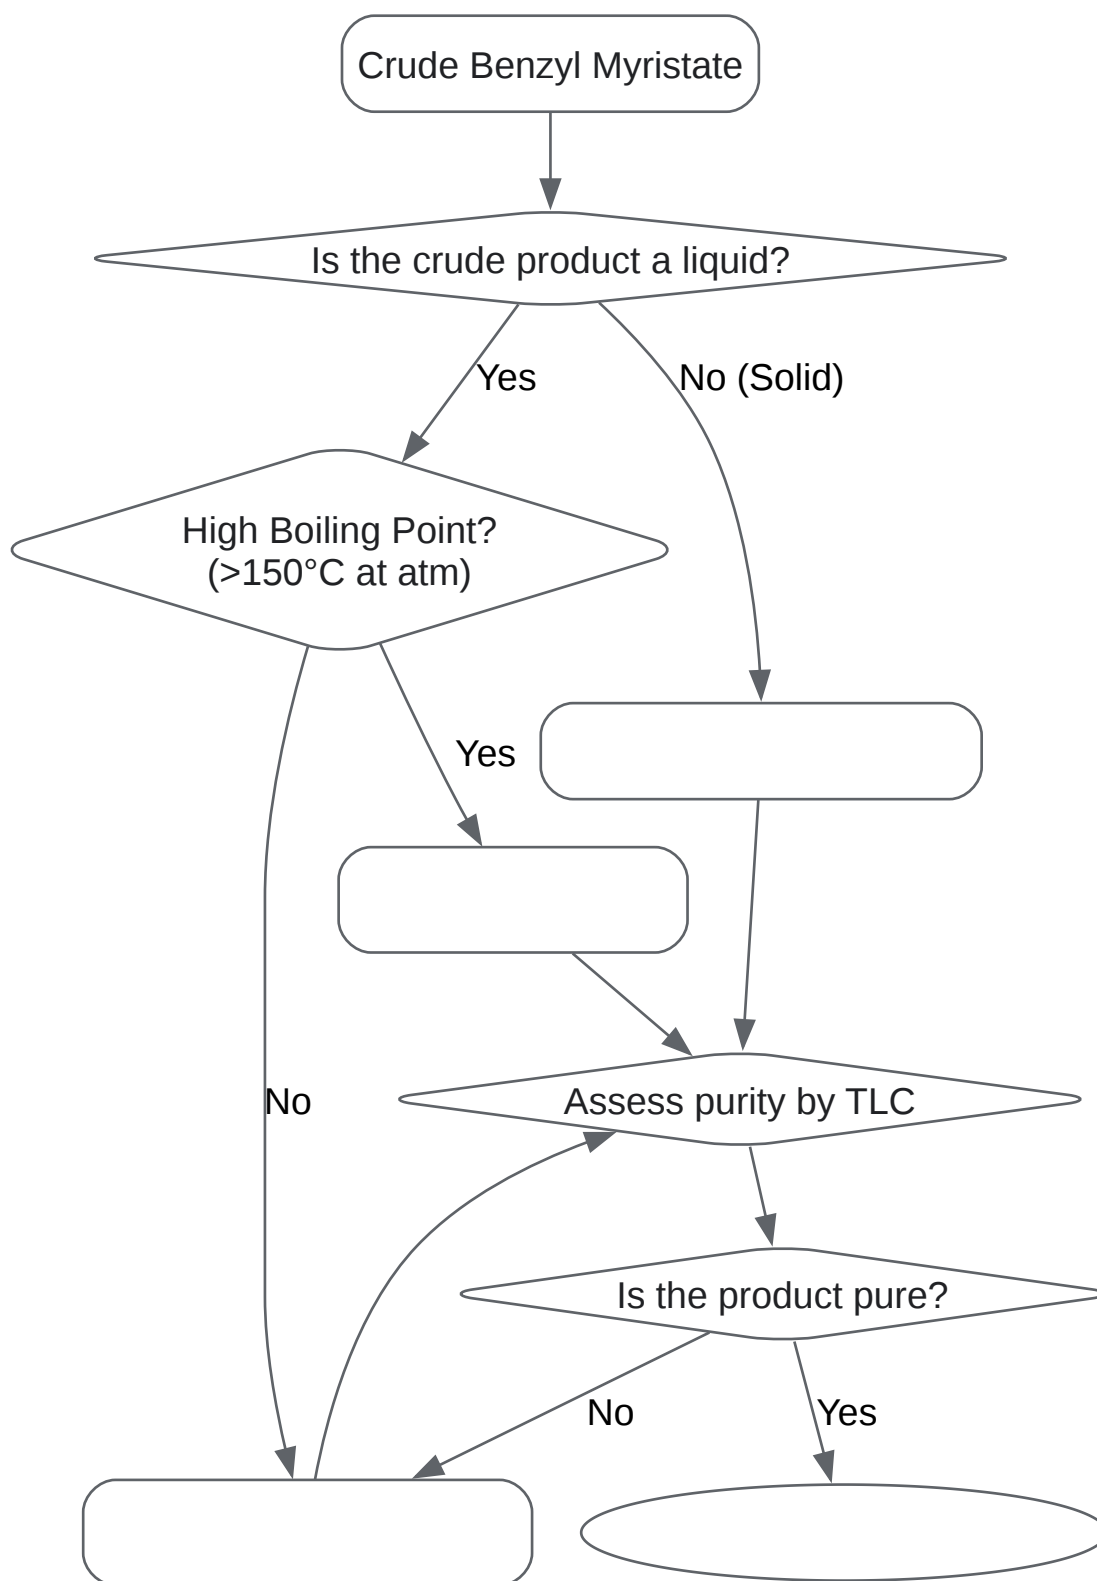 Crude Benzyl Myristate
Is the crude product a liquid?
Yes
No (Solid)
High Boiling Point?
(>150°C at atm)
Yes
No
Assess purity by TLC
Is the product pure?
No
Yes